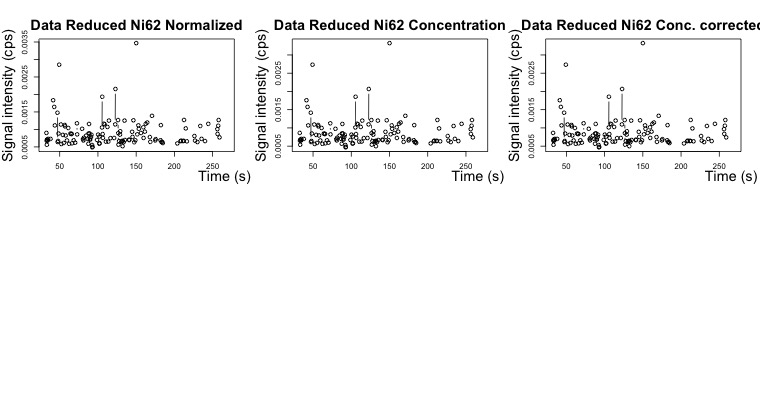 Data Reduced Ni62 Normalized
Signal intensity (cps)
0.0005 0.0015 0.0025 0.0035
50 100 150 200 250
Time (s)
Data Reduced Ni62 Concentration
Signal intensity (cps)
0.0005 0.0015 0.0025
50 100 150 200 250
Time (s)
Data Reduced Ni62 Conc. corrected
Signal intensity (cps)
0.0005 0.0015 0.0025
50 100 150 200 250
Time (s)